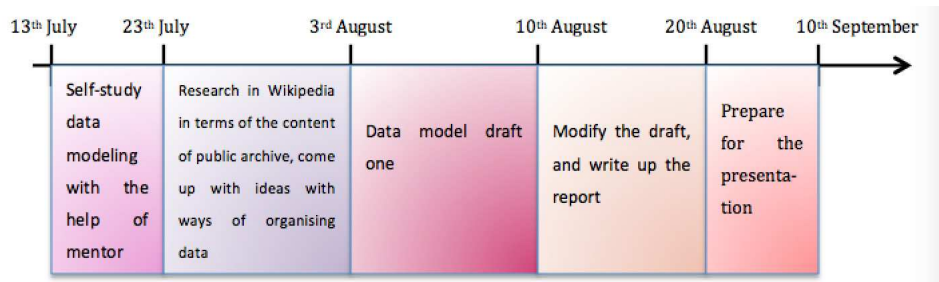 13th July 23th July 3rd August 10th August 20th August 10th September
Self-study
data
modeling
with the
help of
mentor
Research in Wikipedia
in terms of the content
of public archive, come
up with ideas with
ways of organising
data
Data model draft
one
Modify the draft,
and write up the
report
Prepare
for the
presenta-
tion